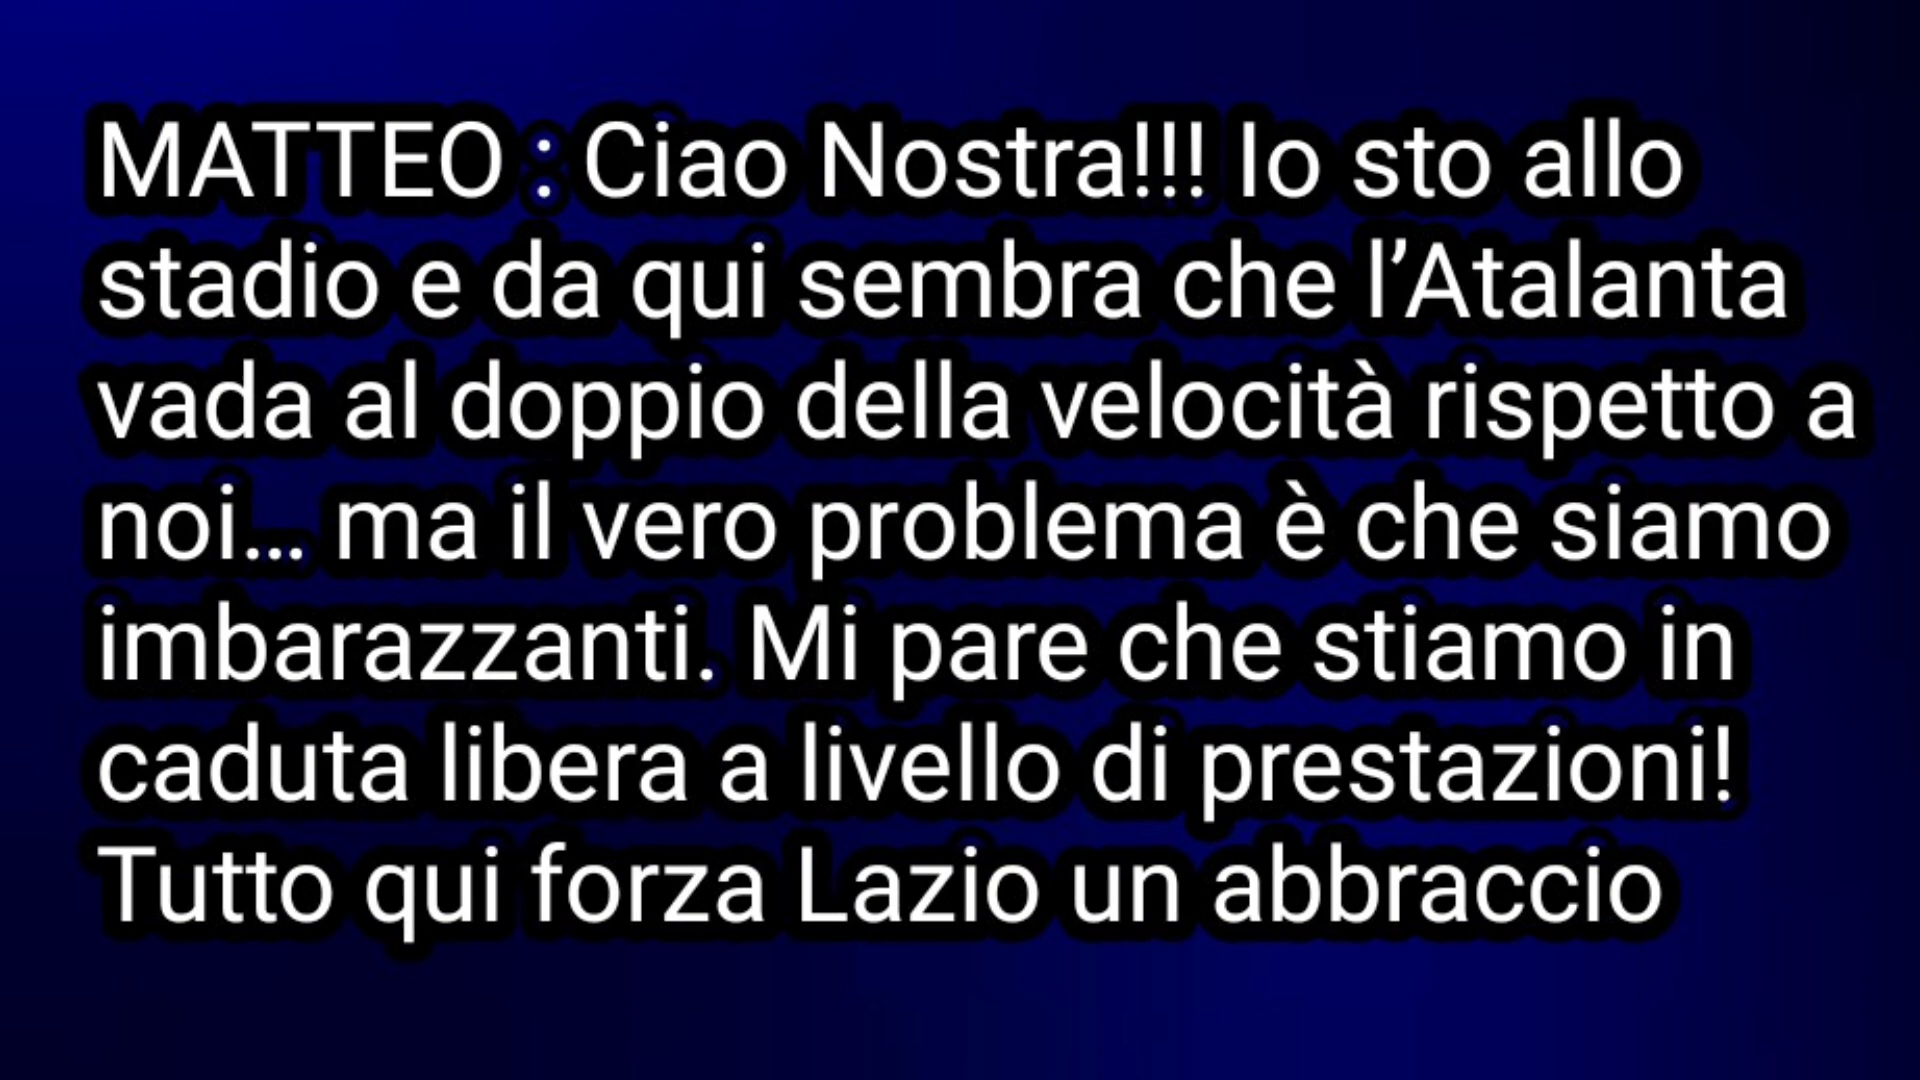 MATTEO : Ciao Nostra!!! Io sto allo
stadio e da qui sembra che l’Atalanta
vada al doppio della velocità rispetto a
noi… ma il vero problema è che siamo
imbarazzanti. Mi pare che stiamo in
caduta libera a livello di prestazioni!
Tutto qui forza Lazio un abbraccio